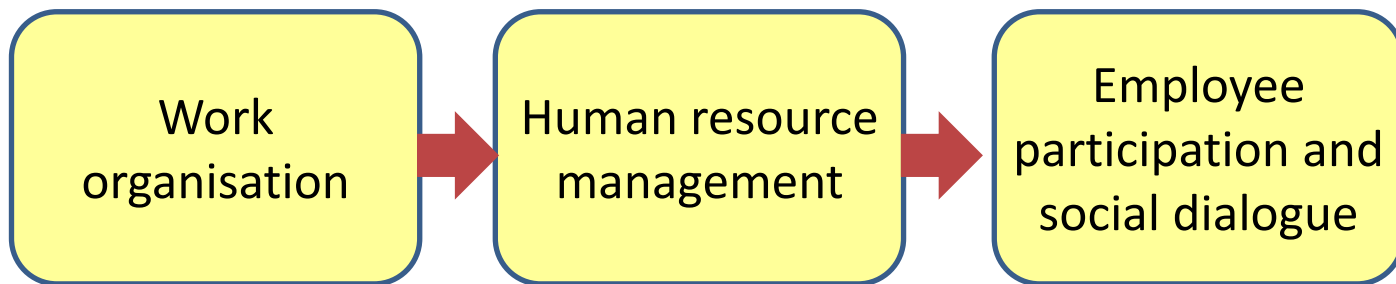 Work
organisation
Human resource
management
Employee
participation and
social dialogue